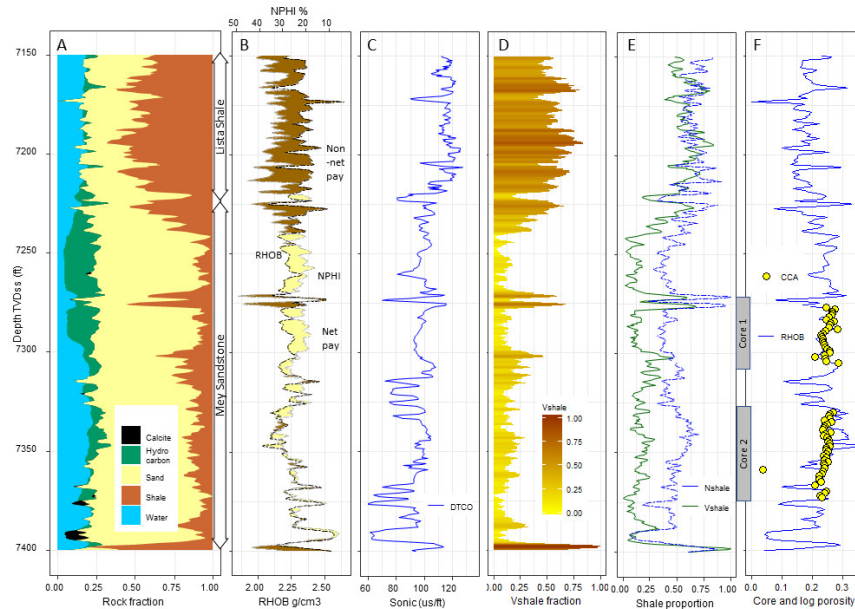 NPHI %
50 40 30 20 10
A
B
C
D
E
F
7150
7200
7250
7300
7350
7400
Depth TVDss (ft)
Lista Shale
Mey Sandstone
Non
-net
pay
RHOB
NPHI
Net
pay
CCA
RHOB
Core 1
Core 2
Calcite
Hydro
carbon
Sand
Shale
Water
DTCO
Vshale
1.00
0.75
0.50
0.25
0.00
Nshale
Vshale
0.00 0.25 0.50 0.75 1.00
Rock fraction
2.00 2.25 2.50
RHOB g/cm3
60 80 100 120
Sonic (us/ft)
0.00 0.25 0.50 0.75 1.00
Vshale fraction
0.00 0.25 0.50 0.75 1.00
Shale proportion
0.0 0.1 0.2 0.3
Core and log porosity